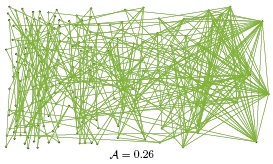 𝒜 = 0.26